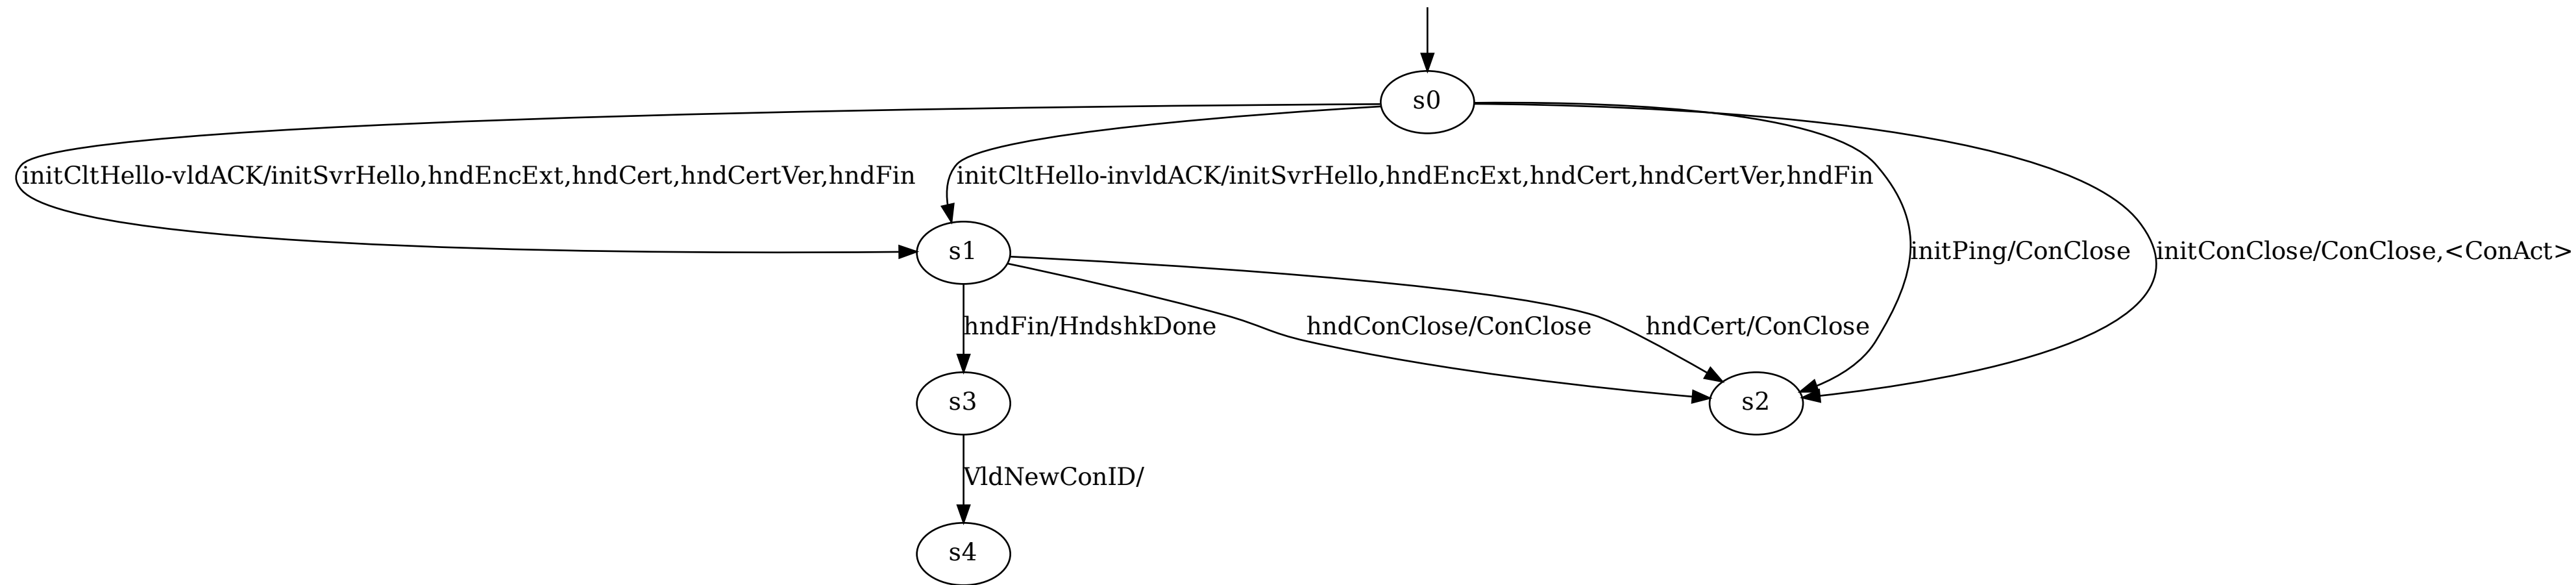 s0
initCltHello-vldACK/initSvrHello,hndEncExt,hndCert,hndCertVer,hndFin
initCltHello-invldACK/initSvrHello,hndEncExt,hndCert,hndCertVer,hndFin
s1
initPing/ConClose
initConClose/ConClose,<ConAct>
hndFin/HndshkDone
hndConClose/ConClose
hndCert/ConClose
s3
s2
VldNewConID/
s4